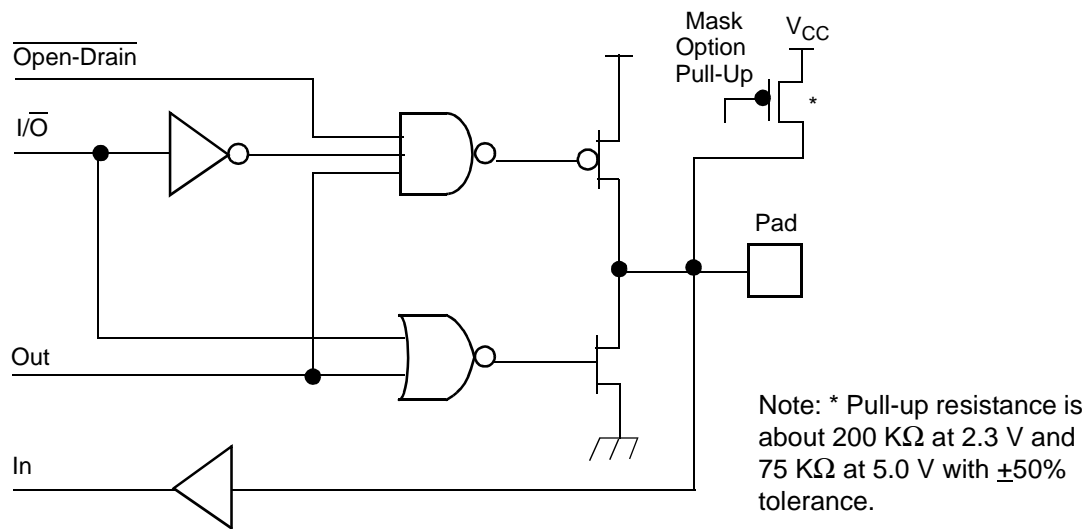 Open-Drain
I/O
Out
In
Mask
Option
Pull-Up
VCC
*
Pad
Note: * Pull-up resistance is
about 200 KΩ at 2.3 V and
75 KΩ at 5.0 V with ±50%
tolerance.